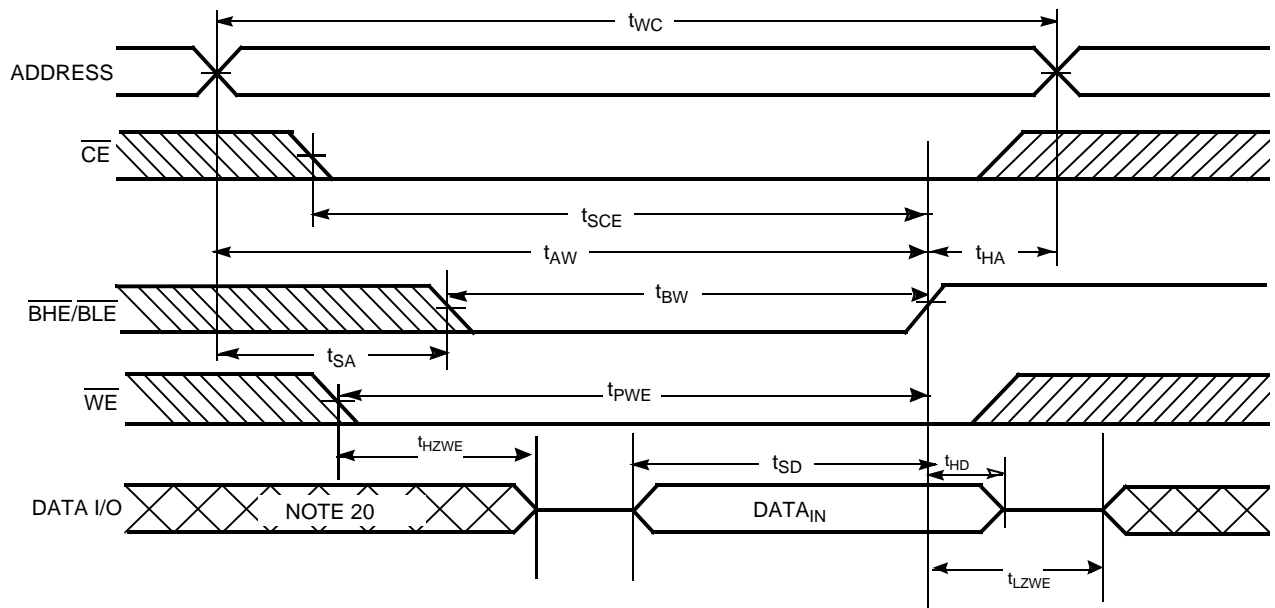 tWC
ADDRESS
CE
tSCE
tAW
tHA
tBW
BHE/BLE
tSA
tPWE
WE
tHZWE
tSD
tHD
DATA I/O
NOTE 20
DATAIN
tLZWE